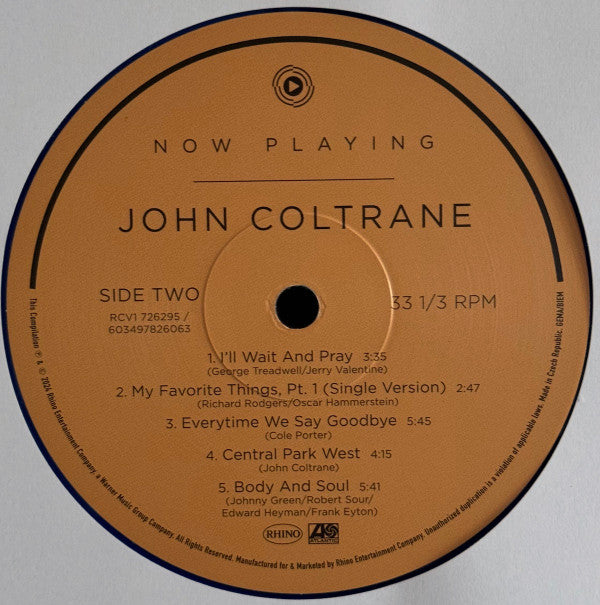 NOW PLAYING
JOHN COLTRANE
SIDE TWO
RCV1 726295 /
603497826063
33 1/3 RPM
1. I'll Wait And Pray 3:35
(George Treadwell/Jerry Valentine)
2. My Favorite Things, Pt. 1 (Single Version) 2:47
(Richard Rodgers/Oscar Hammerstein)
3. Everytime We Say Goodbye 5:45
(Cole Porter)
4. Central Park West 4:15
(John Coltrane)
5. Body And Soul 5:41
(Johnny Green/Robert Sour/
Edward Heyman/Frank Eyton)
RHINO
ATLANTIC
This Compilation ℗ & © 2024 Rhino Entertainment Company, a Warner Music Group Company. All Rights Reserved. Manufactured for & Marketed by Rhino Entertainment Company. Unauthorized duplication is a violation of applicable laws. Made in Czech Republic. GEMA/BIEM